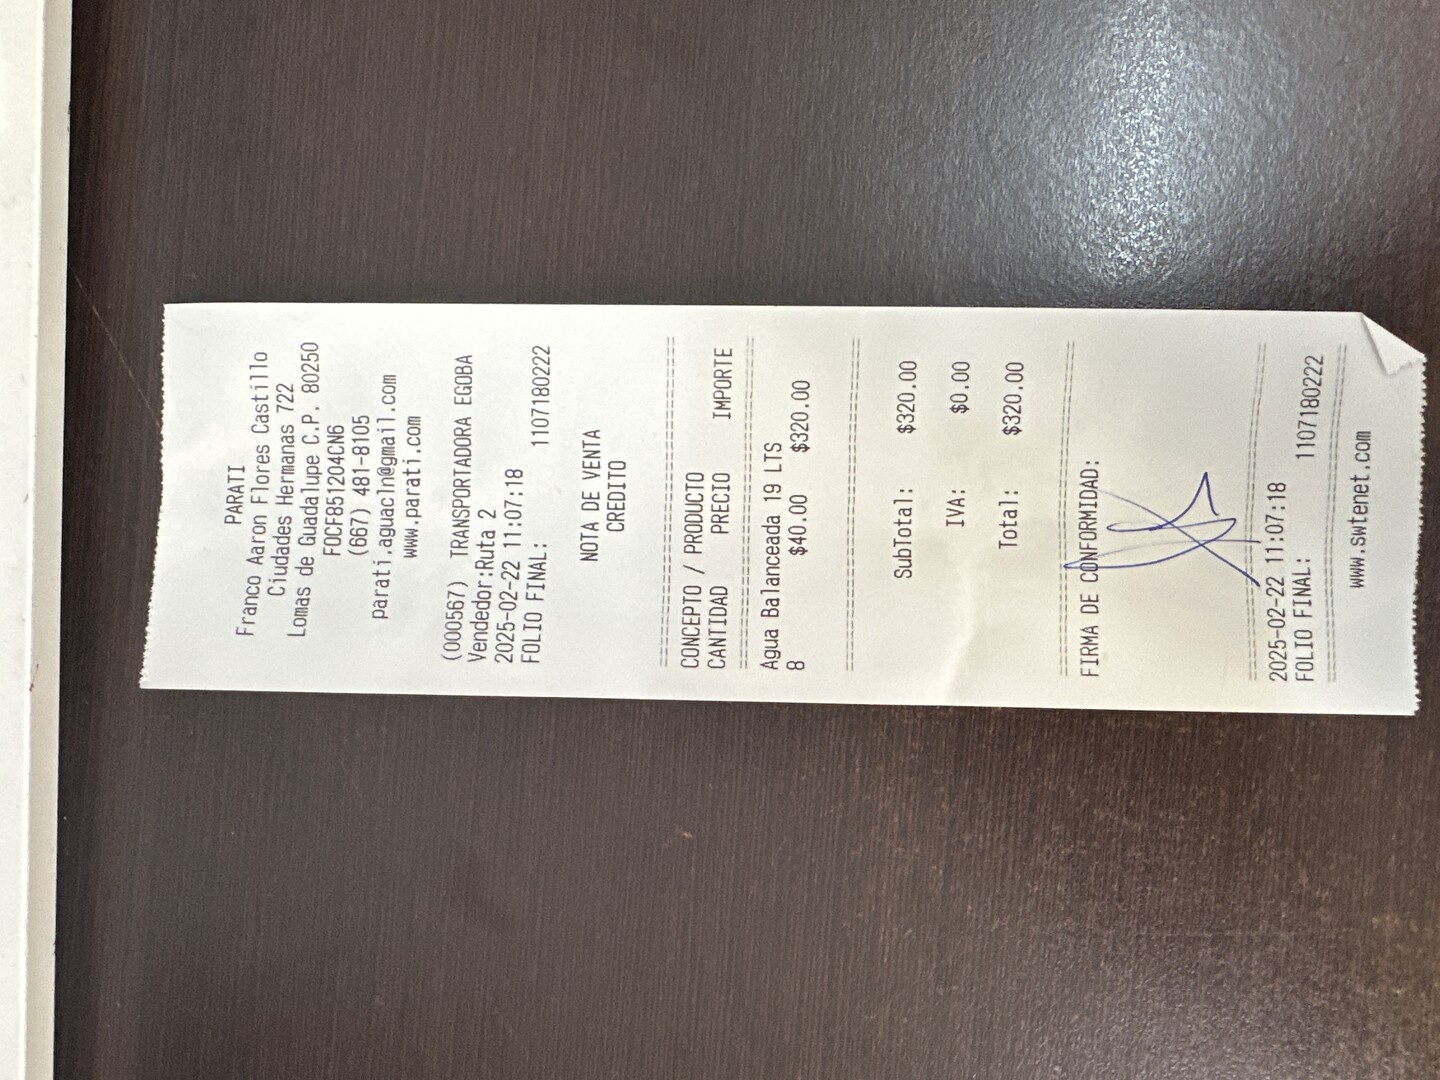 PARATI
Franco Aaron Flores Castillo
Ciudades Hermanas 722
Lomas de Guadalupe C.P. 80250
FOCF851204CN6
(667) 481-8105
parati.aguacln@gmail.com
www.parati.com
(000567) TRANSPORTADORA EGOBA
Vendedor:Ruta 2
2025-02-22 11:07:18
FOLIO FINAL: 1107180222
NOTA DE VENTA
CREDITO
CONCEPTO / PRODUCTO
CANTIDAD PRECIO IMPORTE
Agua Balanceada 19 LTS
8 $40.00 $320.00
SubTotal: $320.00
IVA: $0.00
Total: $320.00
FIRMA DE CONFORMIDAD:
2025-02-22 11:07:18
FOLIO FINAL: 1107180222
www.swtenet.com